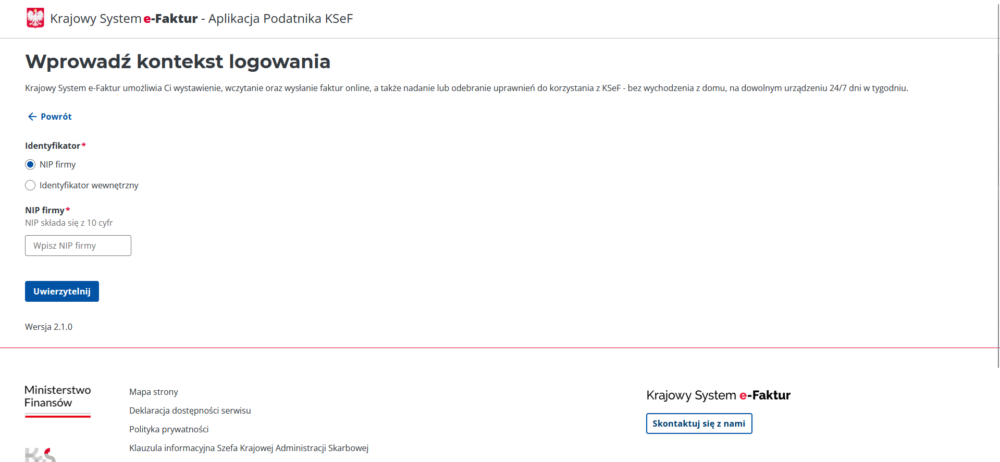 Krajowy System e-Faktur - Aplikacja Podatnika KSeF
Wprowadź kontekst logowania
Krajowy System e-Faktur umożliwia Ci wystawienie, wczytanie oraz wysłanie faktur online, a także nadanie lub odebranie uprawnień do korzystania z KSeF - bez wychodzenia z domu, na dowolnym urządzeniu 24/7 dni w tygodniu.
Powrót
Identyfikator*
NIP firmy
Identyfikator wewnętrzny
NIP firmy*
NIP składa się z 10 cyfr
Wpisz NIP firmy
Uwierzytelnij
Wersja 2.1.0
Ministerstwo
Finansów
Mapa strony
Deklaracja dostępności serwisu
Polityka prywatności
Klauzula informacyjna Szefa Krajowej Administracji Skarbowej
Krajowy System e-Faktur
Skontaktuj się z nami